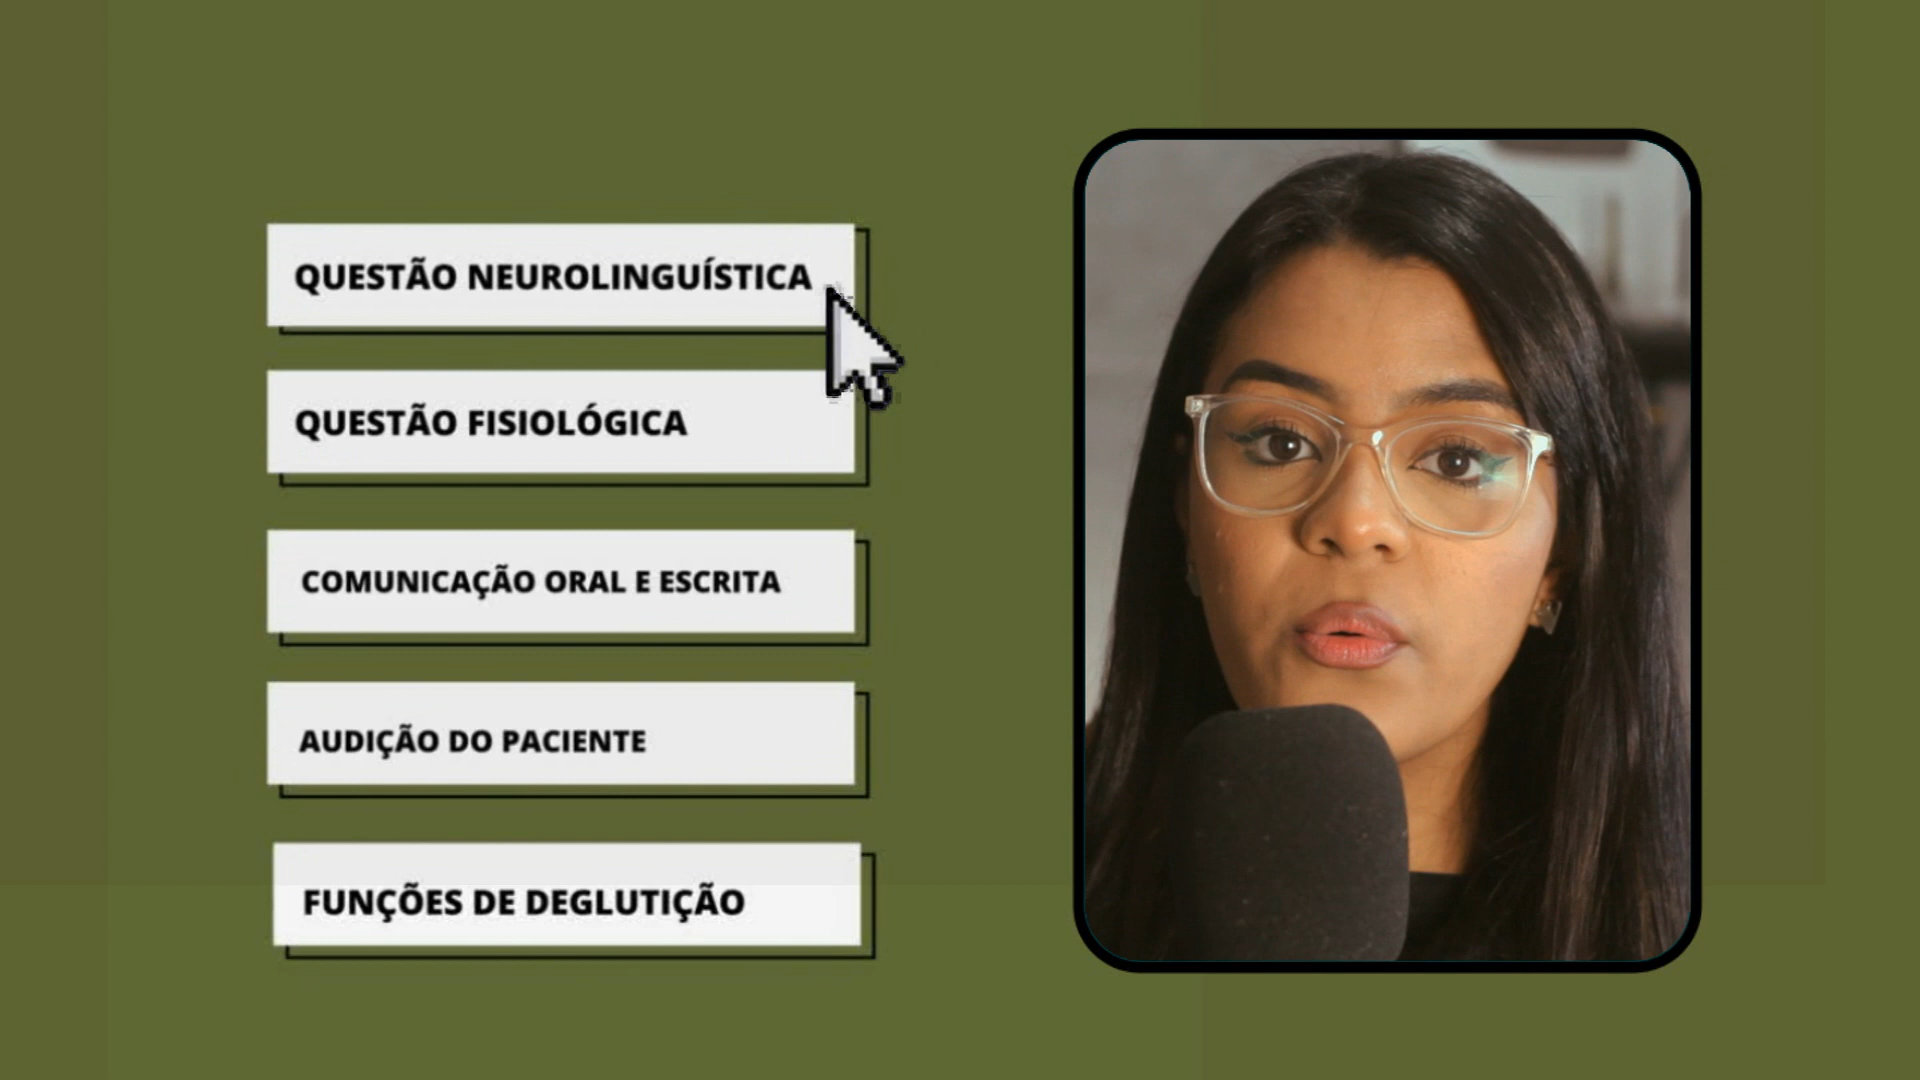 QUESTÃO NEUROLINGUÍSTICA
QUESTÃO FISIOLÓGICA
COMUNICAÇÃO ORAL E ESCRITA
AUDIÇÃO DO PACIENTE
FUNÇÕES DE DEGLUTIÇÃO